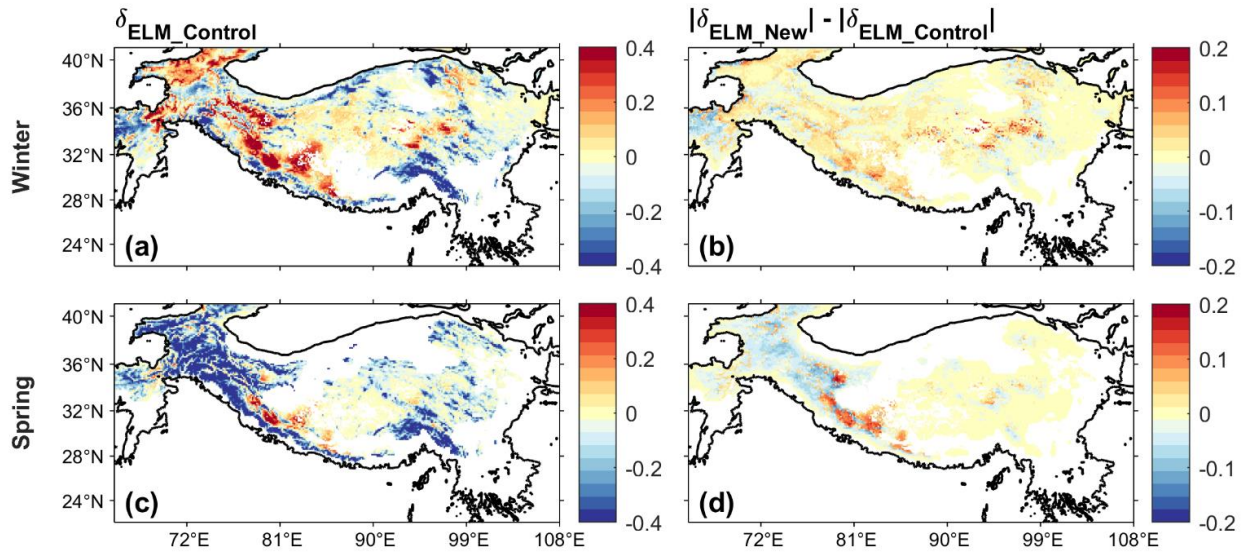 δELM_Control
|δELM_New| - |δELM_Control|
Winter
40°N
36°N
32°N
28°N
24°N
(a)
0.4
0.2
0
-0.2
-0.4
(b)
0.2
0.1
0
-0.1
-0.2
Spring
40°N
36°N
32°N
28°N
24°N
(c)
72°E 81°E 90°E 99°E 108°E
0.4
0.2
0
-0.2
-0.4
(d)
72°E 81°E 90°E 99°E 108°E
0.2
0.1
0
-0.1
-0.2